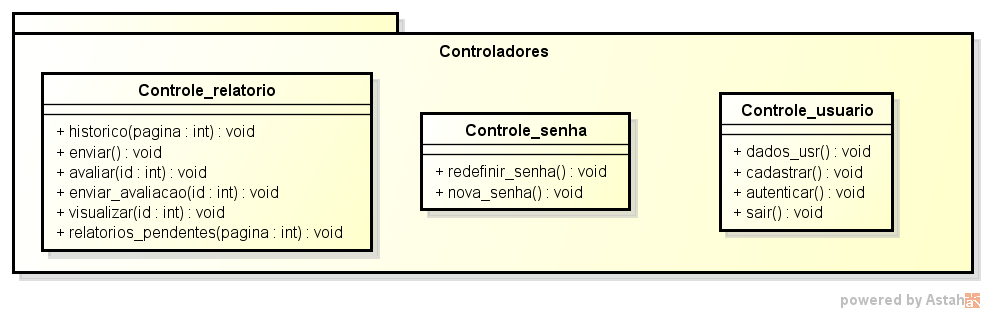 Controladores
Controle_relatorio
+ historico(pagina : int) : void
+ enviar() : void
+ avaliar(id : int) : void
+ enviar_avaliacao(id : int) : void
+ visualizar(id : int) : void
+ relatorios_pendentes(pagina : int) : void
Controle_senha
+ redefinir_senha() : void
+ nova_senha() : void
Controle_usuario
+ dados_usr() : void
+ cadastrar() : void
+ autenticar() : void
+ sair() : void
powered by Astah